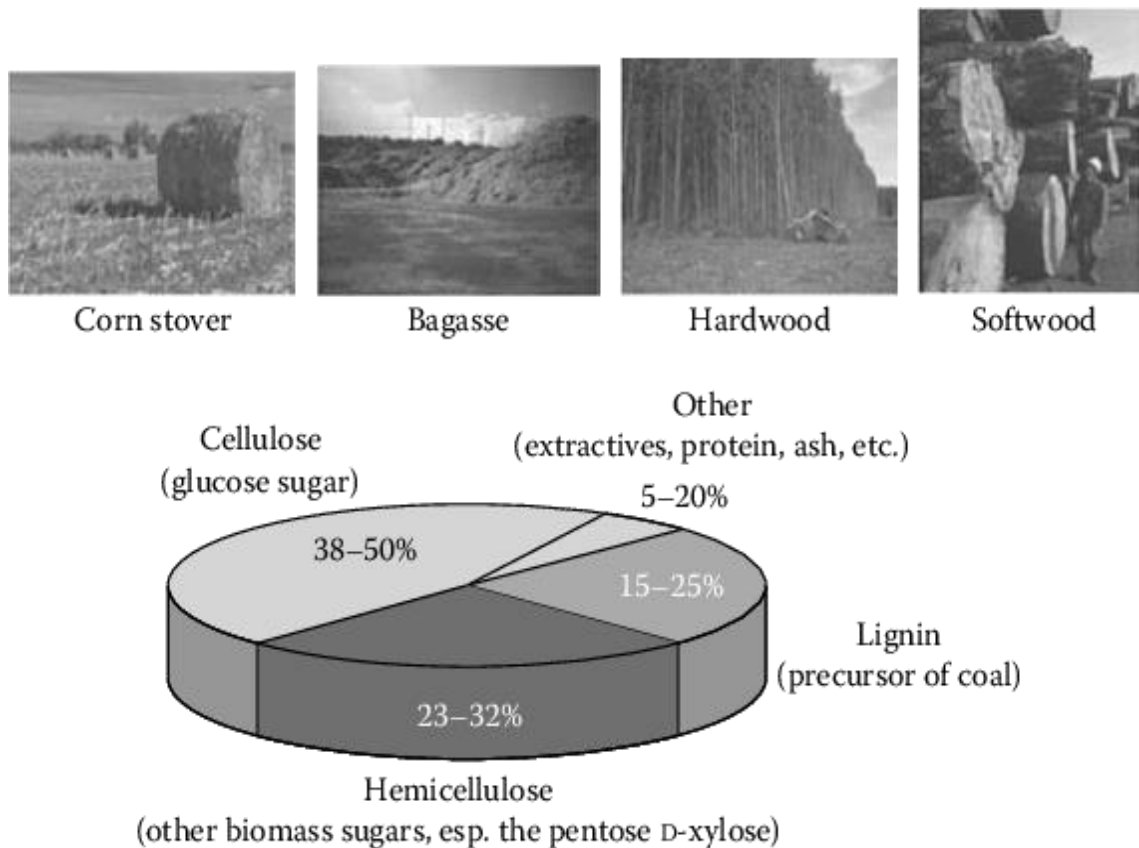 Corn stover
Bagasse
Hardwood
Softwood
Other
(extractives, protein, ash, etc.)
5–20%
Cellulose
(glucose sugar)
38–50%
15–25%
Lignin
(precursor of coal)
23–32%
Hemicellulose
(other biomass sugars, esp. the pentose D-xylose)